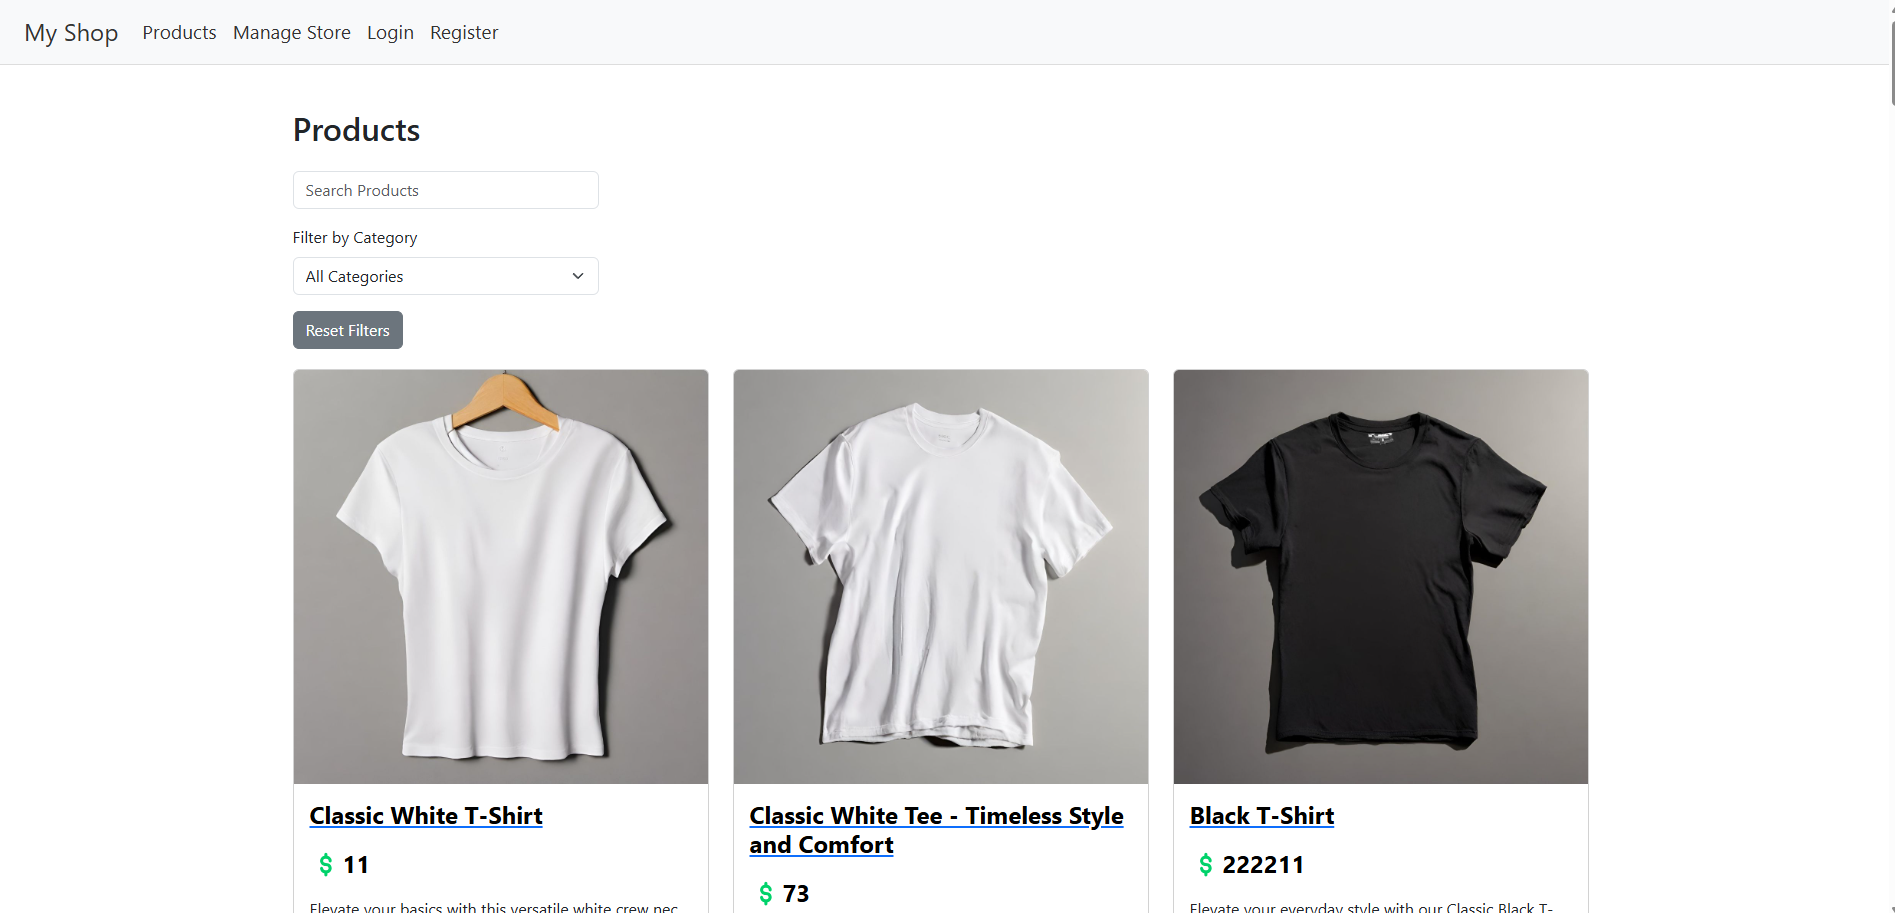 My Shop Products Manage Store Login Register
Products
Search Products
Filter by Category
All Categories
Reset Filters
Classic White T-Shirt
$ 11
Elevate your basics with this versatile white crew nec
Classic White Tee - Timeless Style
and Comfort
$ 73
Black T-Shirt
$ 222211
Elevate your everyday style with our Classic Black T-